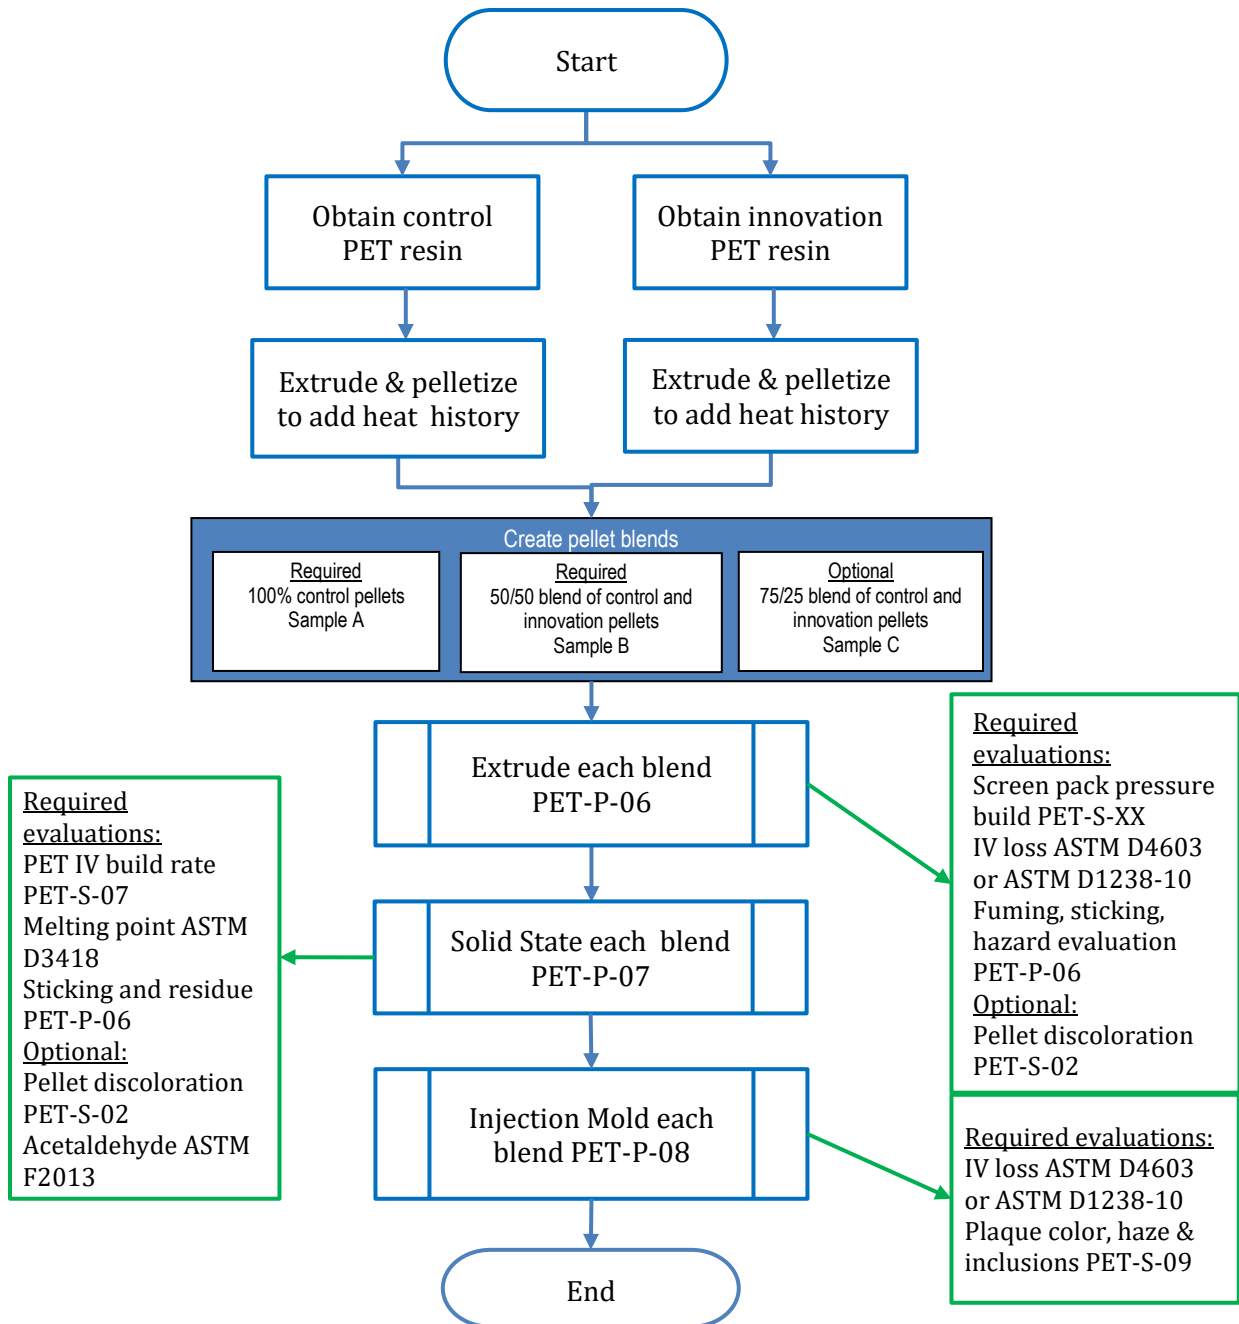 Start
Obtain control
PET resin
Obtain innovation
PET resin
Extrude & pelletize
to add heat history
Extrude & pelletize
to add heat history
Create pellet blends
Required
100% control pellets
Sample A
Required
50/50 blend of control and
innovation pellets
Sample B
Optional
75/25 blend of control and
innovation pellets
Sample C
Extrude each blend
PET-P-06
Required
evaluations:
Screen pack pressure
build PET-S-XX
IV loss ASTM D4603
or ASTM D1238-10
Fuming, sticking,
hazard evaluation
PET-P-06
Optional:
Pellet discoloration
PET-S-02
Solid State each blend
PET-P-07
Required
evaluations:
PET IV build rate
PET-S-07
Melting point ASTM
D3418
Sticking and residue
PET-P-06
Optional:
Pellet discoloration
PET-S-02
Acetaldehyde ASTM
F2013
Injection Mold each
blend PET-P-08
Required evaluations:
IV loss ASTM D4603
or ASTM D1238-10
Plaque color, haze &
inclusions PET-S-09
End